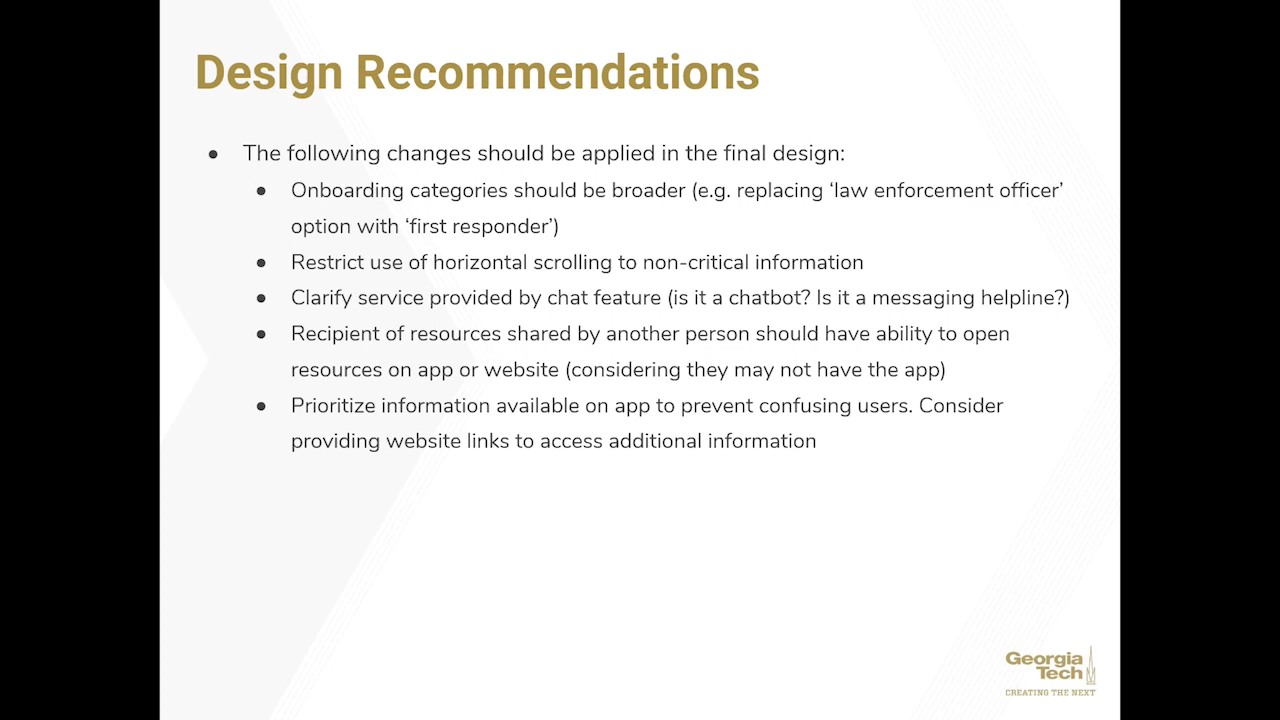 Design Recommendations
● The following changes should be applied in the final design:
● Onboarding categories should be broader (e.g. replacing ‘law enforcement officer’
option with ‘first responder’)
● Restrict use of horizontal scrolling to non-critical information
● Clarify service provided by chat feature (is it a chatbot? Is it a messaging helpline?)
● Recipient of resources shared by another person should have ability to open
resources on app or website (considering they may not have the app)
● Prioritize information available on app to prevent confusing users. Consider
providing website links to access additional information
Georgia
Tech
CREATING THE NEXT